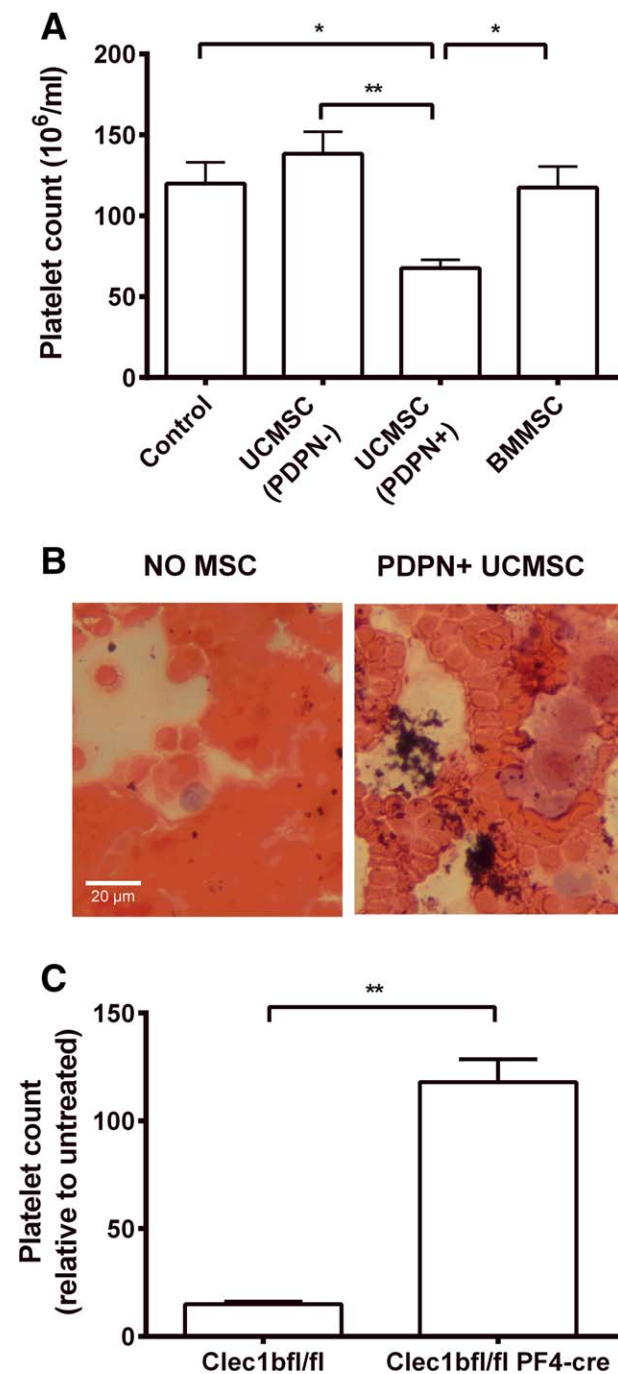 A
*
*
**
200
150
100
50
0
Platelet count (10⁶/ml)
Control
UCMSC
(PDPN-)
UCMSC
(PDPN+)
BMMSC
B
NO MSC
PDPN+ UCMSC
20 µm
C
**
150
100
50
0
Platelet count
(relative to untreated)
Clec1bfl/fl
Clec1bfl/fl PF4-cre